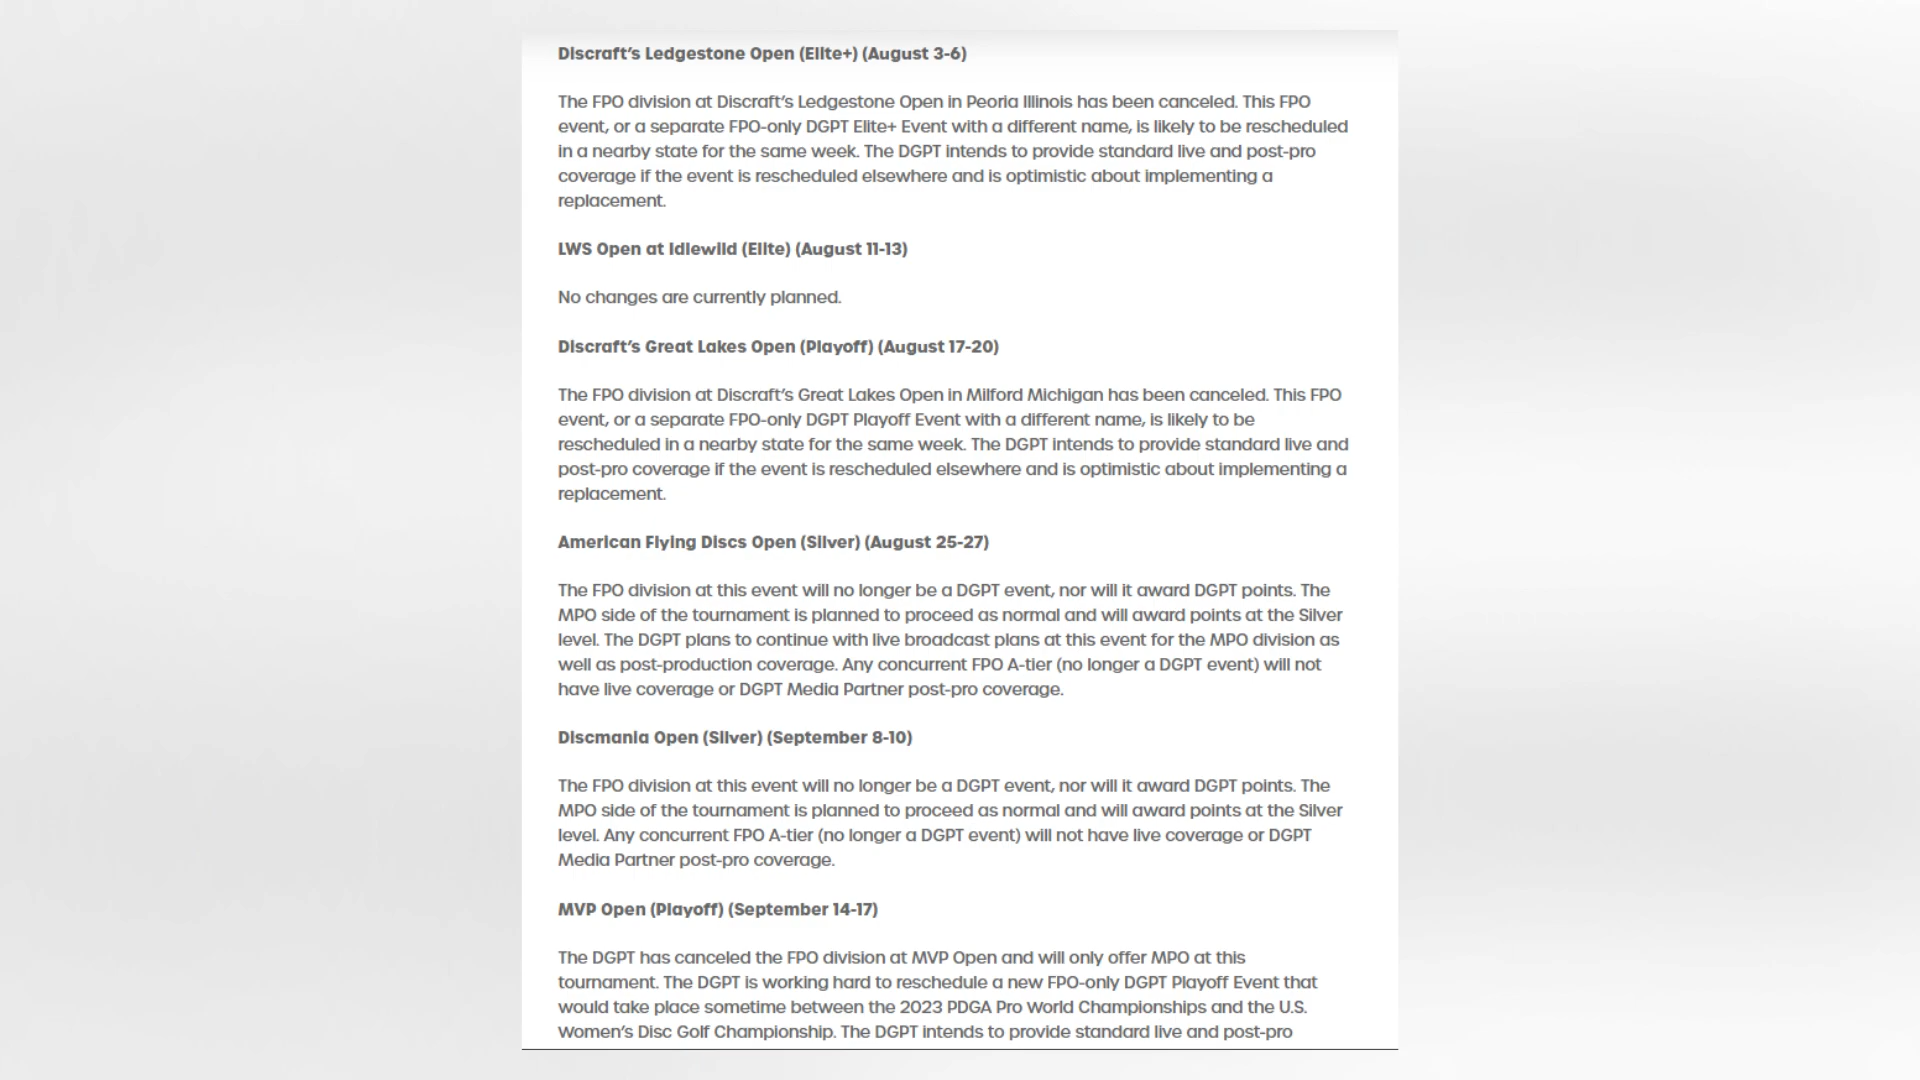 Discraft's Ledgestone Open (Elite+) (August 3-6)
The FPO division at Discraft's Ledgestone Open in Peoria Illinois has been canceled. This FPO
event, or a separate FPO-only DGPT Elite+ Event with a different name, is likely to be rescheduled
in a nearby state for the same week. The DGPT intends to provide standard live and post-pro
coverage if the event is rescheduled elsewhere and is optimistic about implementing a
replacement.
LWS Open at Idlewild (Elite) (August 11-13)
No changes are currently planned.
Discraft's Great Lakes Open (Playoff) (August 17-20)
The FPO division at Discraft's Great Lakes Open in Milford Michigan has been canceled. This FPO
event, or a separate FPO-only DGPT Playoff Event with a different name, is likely to be
rescheduled in a nearby state for the same week. The DGPT intends to provide standard live and
post-pro coverage if the event is rescheduled elsewhere and is optimistic about implementing a
replacement.
American Flying Discs Open (Silver) (August 25-27)
The FPO division at this event will no longer be a DGPT event, nor will it award DGPT points. The
MPO side of the tournament is planned to proceed as normal and will award points at the Silver
level. The DGPT plans to continue with live broadcast plans at this event for the MPO division as
well as post-production coverage. Any concurrent FPO A-tier (no longer a DGPT event) will not
have live coverage or DGPT Media Partner post-pro coverage.
Discmania Open (Silver) (September 8-10)
The FPO division at this event will no longer be a DGPT event, nor will it award DGPT points. The
MPO side of the tournament is planned to proceed as normal and will award points at the Silver
level. Any concurrent FPO A-tier (no longer a DGPT event) will not have live coverage or DGPT
Media Partner post-pro coverage.
MVP Open (Playoff) (September 14-17)
The DGPT has canceled the FPO division at MVP Open and will only offer MPO at this
tournament. The DGPT is working hard to reschedule a new FPO-only DGPT Playoff Event that
would take place sometime between the 2023 PDGA Pro World Championships and the U.S.
Women's Disc Golf Championship. The DGPT intends to provide standard live and post-pro